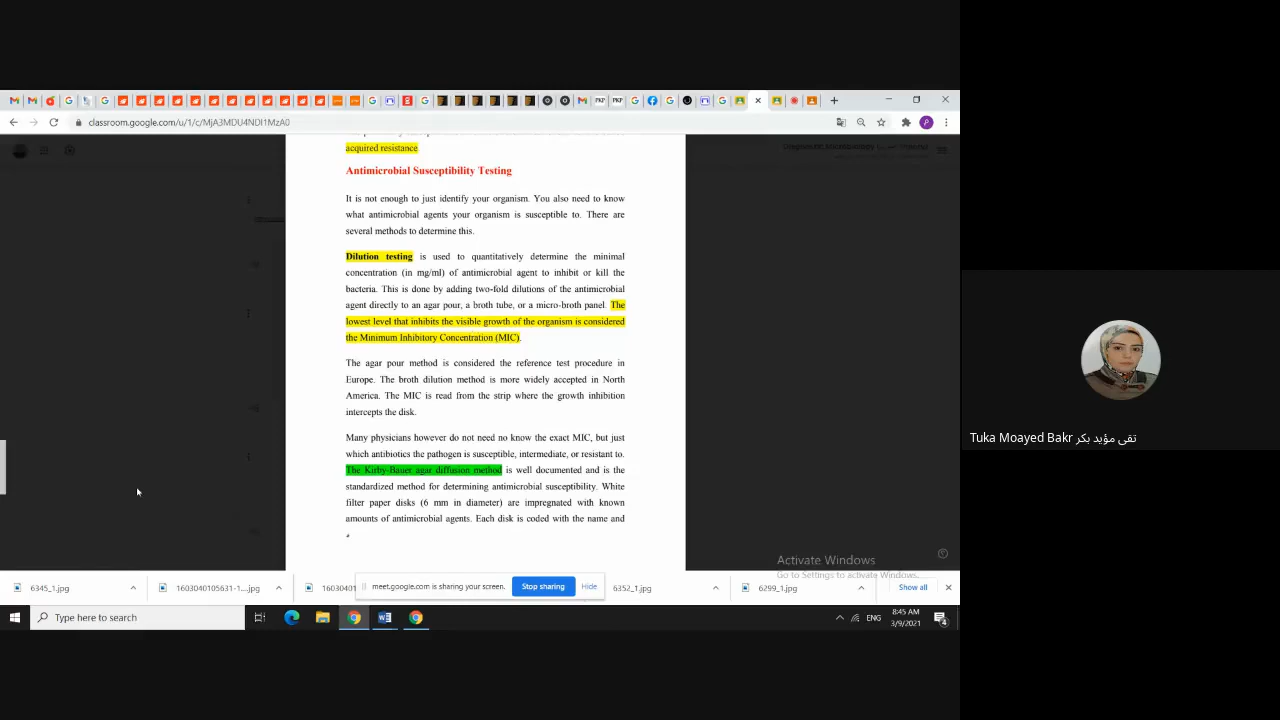 classroom.google.com/u/1/c/MjA3MDU4NDI1MzA0
acquired resistance
Antimicrobial Susceptibility Testing
It is not enough to just identify your organism. You also need to know
what antimicrobial agents your organism is susceptible to. There are
several methods to determine this.
Dilution testing is used to quantitatively determine the minimal
concentration (in mg/ml) of antimicrobial agent to inhibit or kill the
bacteria. This is done by adding two-fold dilutions of the antimicrobial
agent directly to an agar pour, a broth tube, or a micro-broth panel. The
lowest level that inhibits the visible growth of the organism is considered
the Minimum Inhibitory Concentration (MIC).
The agar pour method is considered the reference test procedure in
Europe. The broth dilution method is more widely accepted in North
America. The MIC is read from the strip where the growth inhibition
intercepts the disk.
Many physicians however do not need no know the exact MIC, but just
which antibiotics the pathogen is susceptible, intermediate, or resistant to.
The Kirby-Bauer agar diffusion method is well documented and is the
standardized method for determining antimicrobial susceptibility. White
filter paper disks (6 mm in diameter) are impregnated with known
amounts of antimicrobial agents. Each disk is coded with the name and
Tuka Moayed Bakr تقى مؤيد بكر
Activate Windows
Go to Settings to activate Windows.
6345_1.jpg
1603040105631-1....jpg
1603040
meet.google.com is sharing your screen.
Stop sharing
Hide
6352_1.jpg
6299_1.jpg
Show all
Type here to search
ENG
8:45 AM
3/9/2021
4